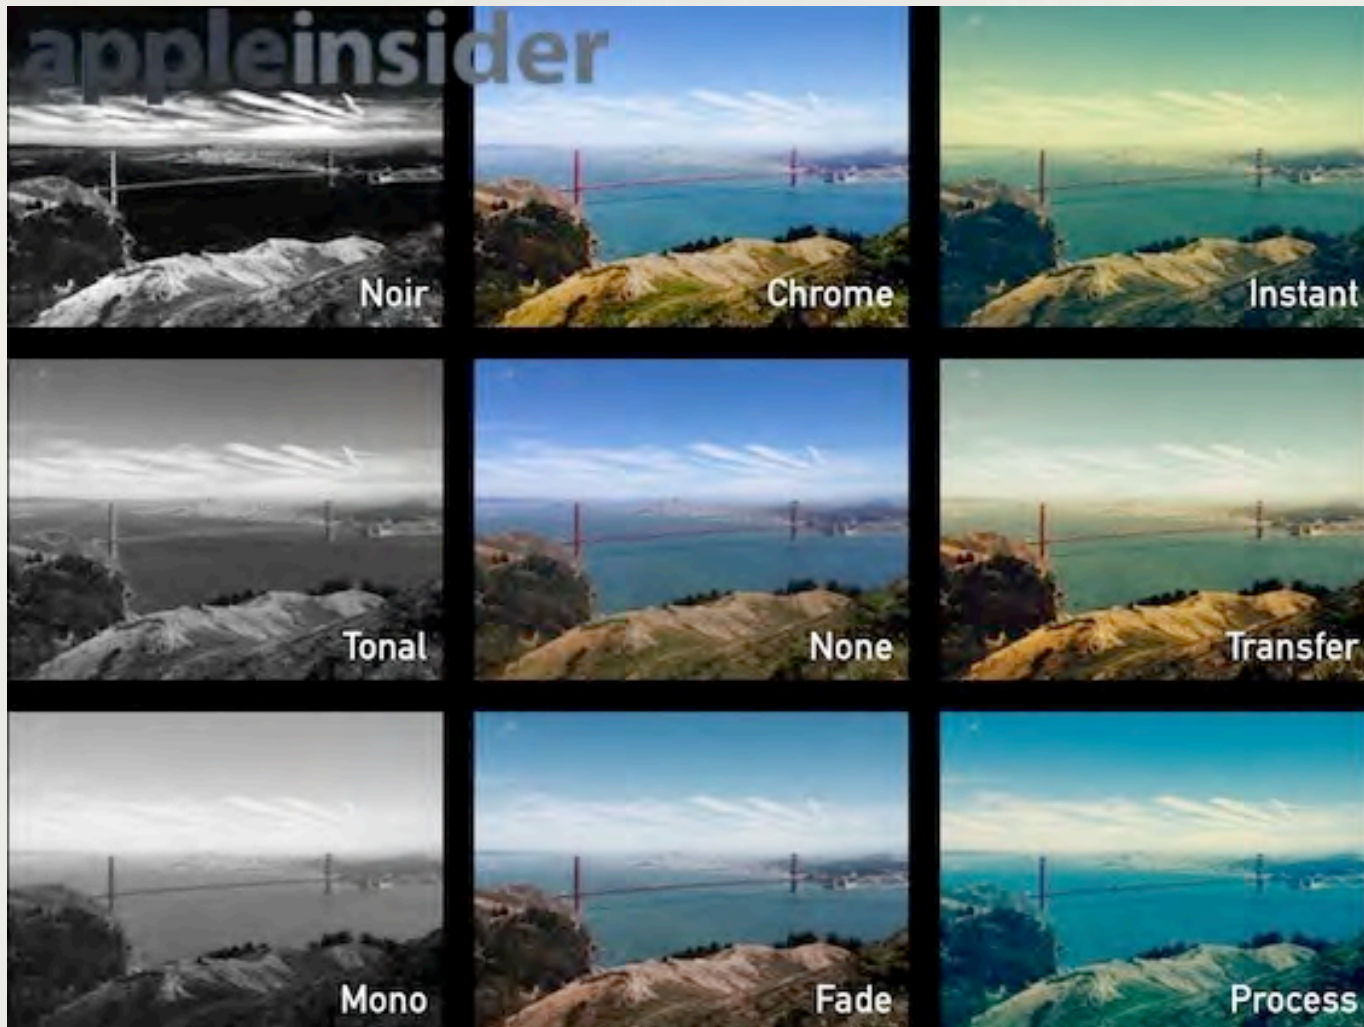 appleinsider
Noir
Chrome
Instant
Tonal
None
Transfer
Mono
Fade
Process